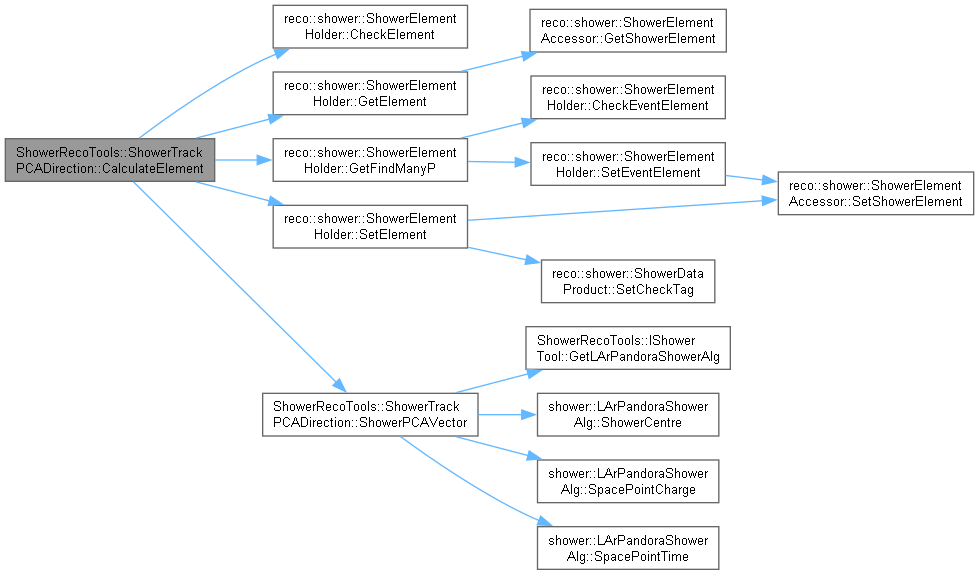 ShowerRecoTools::ShowerTrack
PCADirection::CalculateElement
reco::shower::ShowerElement
Holder::CheckElement
reco::shower::ShowerElement
Holder::GetElement
reco::shower::ShowerElement
Accessor::GetShowerElement
reco::shower::ShowerElement
Holder::GetFindManyP
reco::shower::ShowerElement
Holder::CheckEventElement
reco::shower::ShowerElement
Holder::SetEventElement
reco::shower::ShowerElement
Accessor::SetShowerElement
reco::shower::ShowerElement
Holder::SetElement
reco::shower::ShowerData
Product::SetCheckTag
ShowerRecoTools::ShowerTrack
PCADirection::ShowerPCAVector
ShowerRecoTools::IShower
Tool::GetLArPandoraShowerAlg
shower::LArPandoraShower
Alg::ShowerCentre
shower::LArPandoraShower
Alg::SpacePointCharge
shower::LArPandoraShower
Alg::SpacePointTime